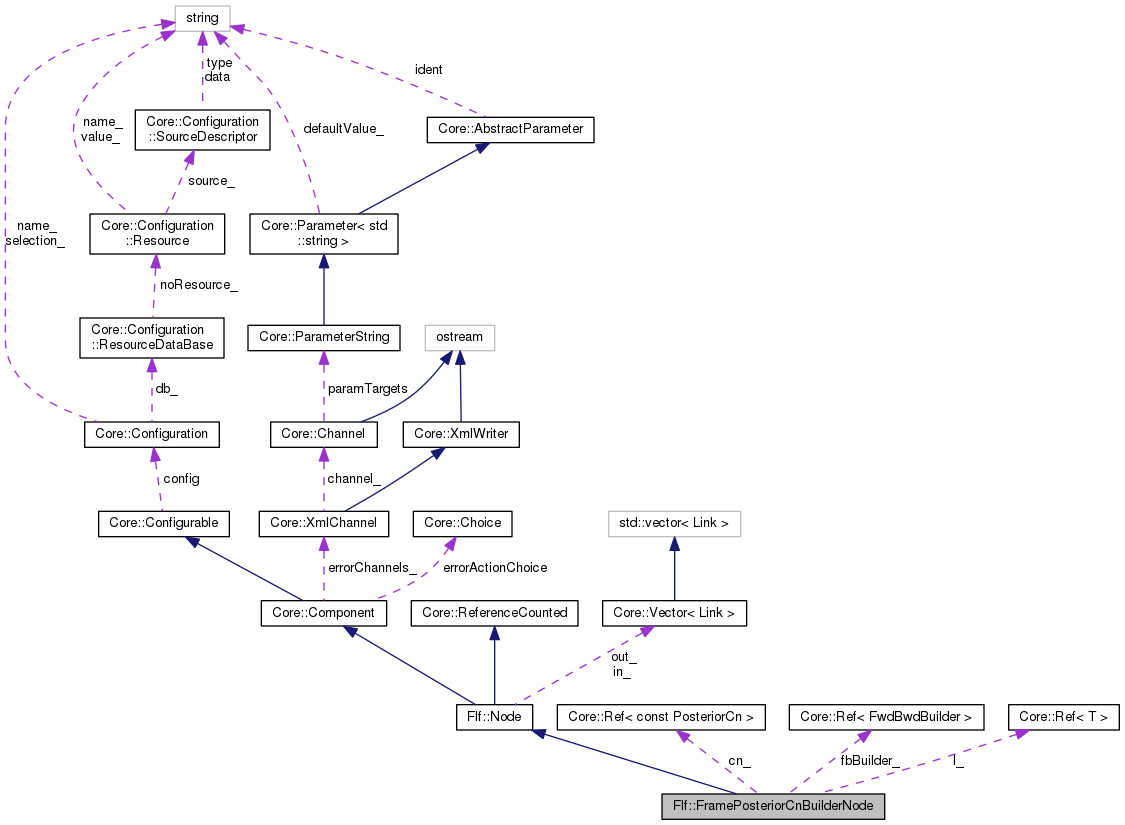 string
type
data
ident
Core::Configuration
::SourceDescriptor
name_
value_
defaultValue_
Core::AbstractParameter
source_
name_
selection_
Core::Configuration
::Resource
Core::Parameter< std
::string >
noResource_
Core::Configuration
::ResourceDataBase
Core::ParameterString
ostream
db_
paramTargets
Core::Configuration
Core::Channel
Core::XmlWriter
config
channel_
Core::Configurable
Core::XmlChannel
Core::Choice
std::vector< Link >
errorChannels_
errorActionChoice
Core::Component
Core::ReferenceCounted
Core::Vector< Link >
out_
in_
Flf::Node
Core::Ref< const PosteriorCn >
Core::Ref< FwdBwdBuilder >
Core::Ref< T >
cn_
fbBuilder_
l_
Flf::FramePosteriorCnBuilderNode